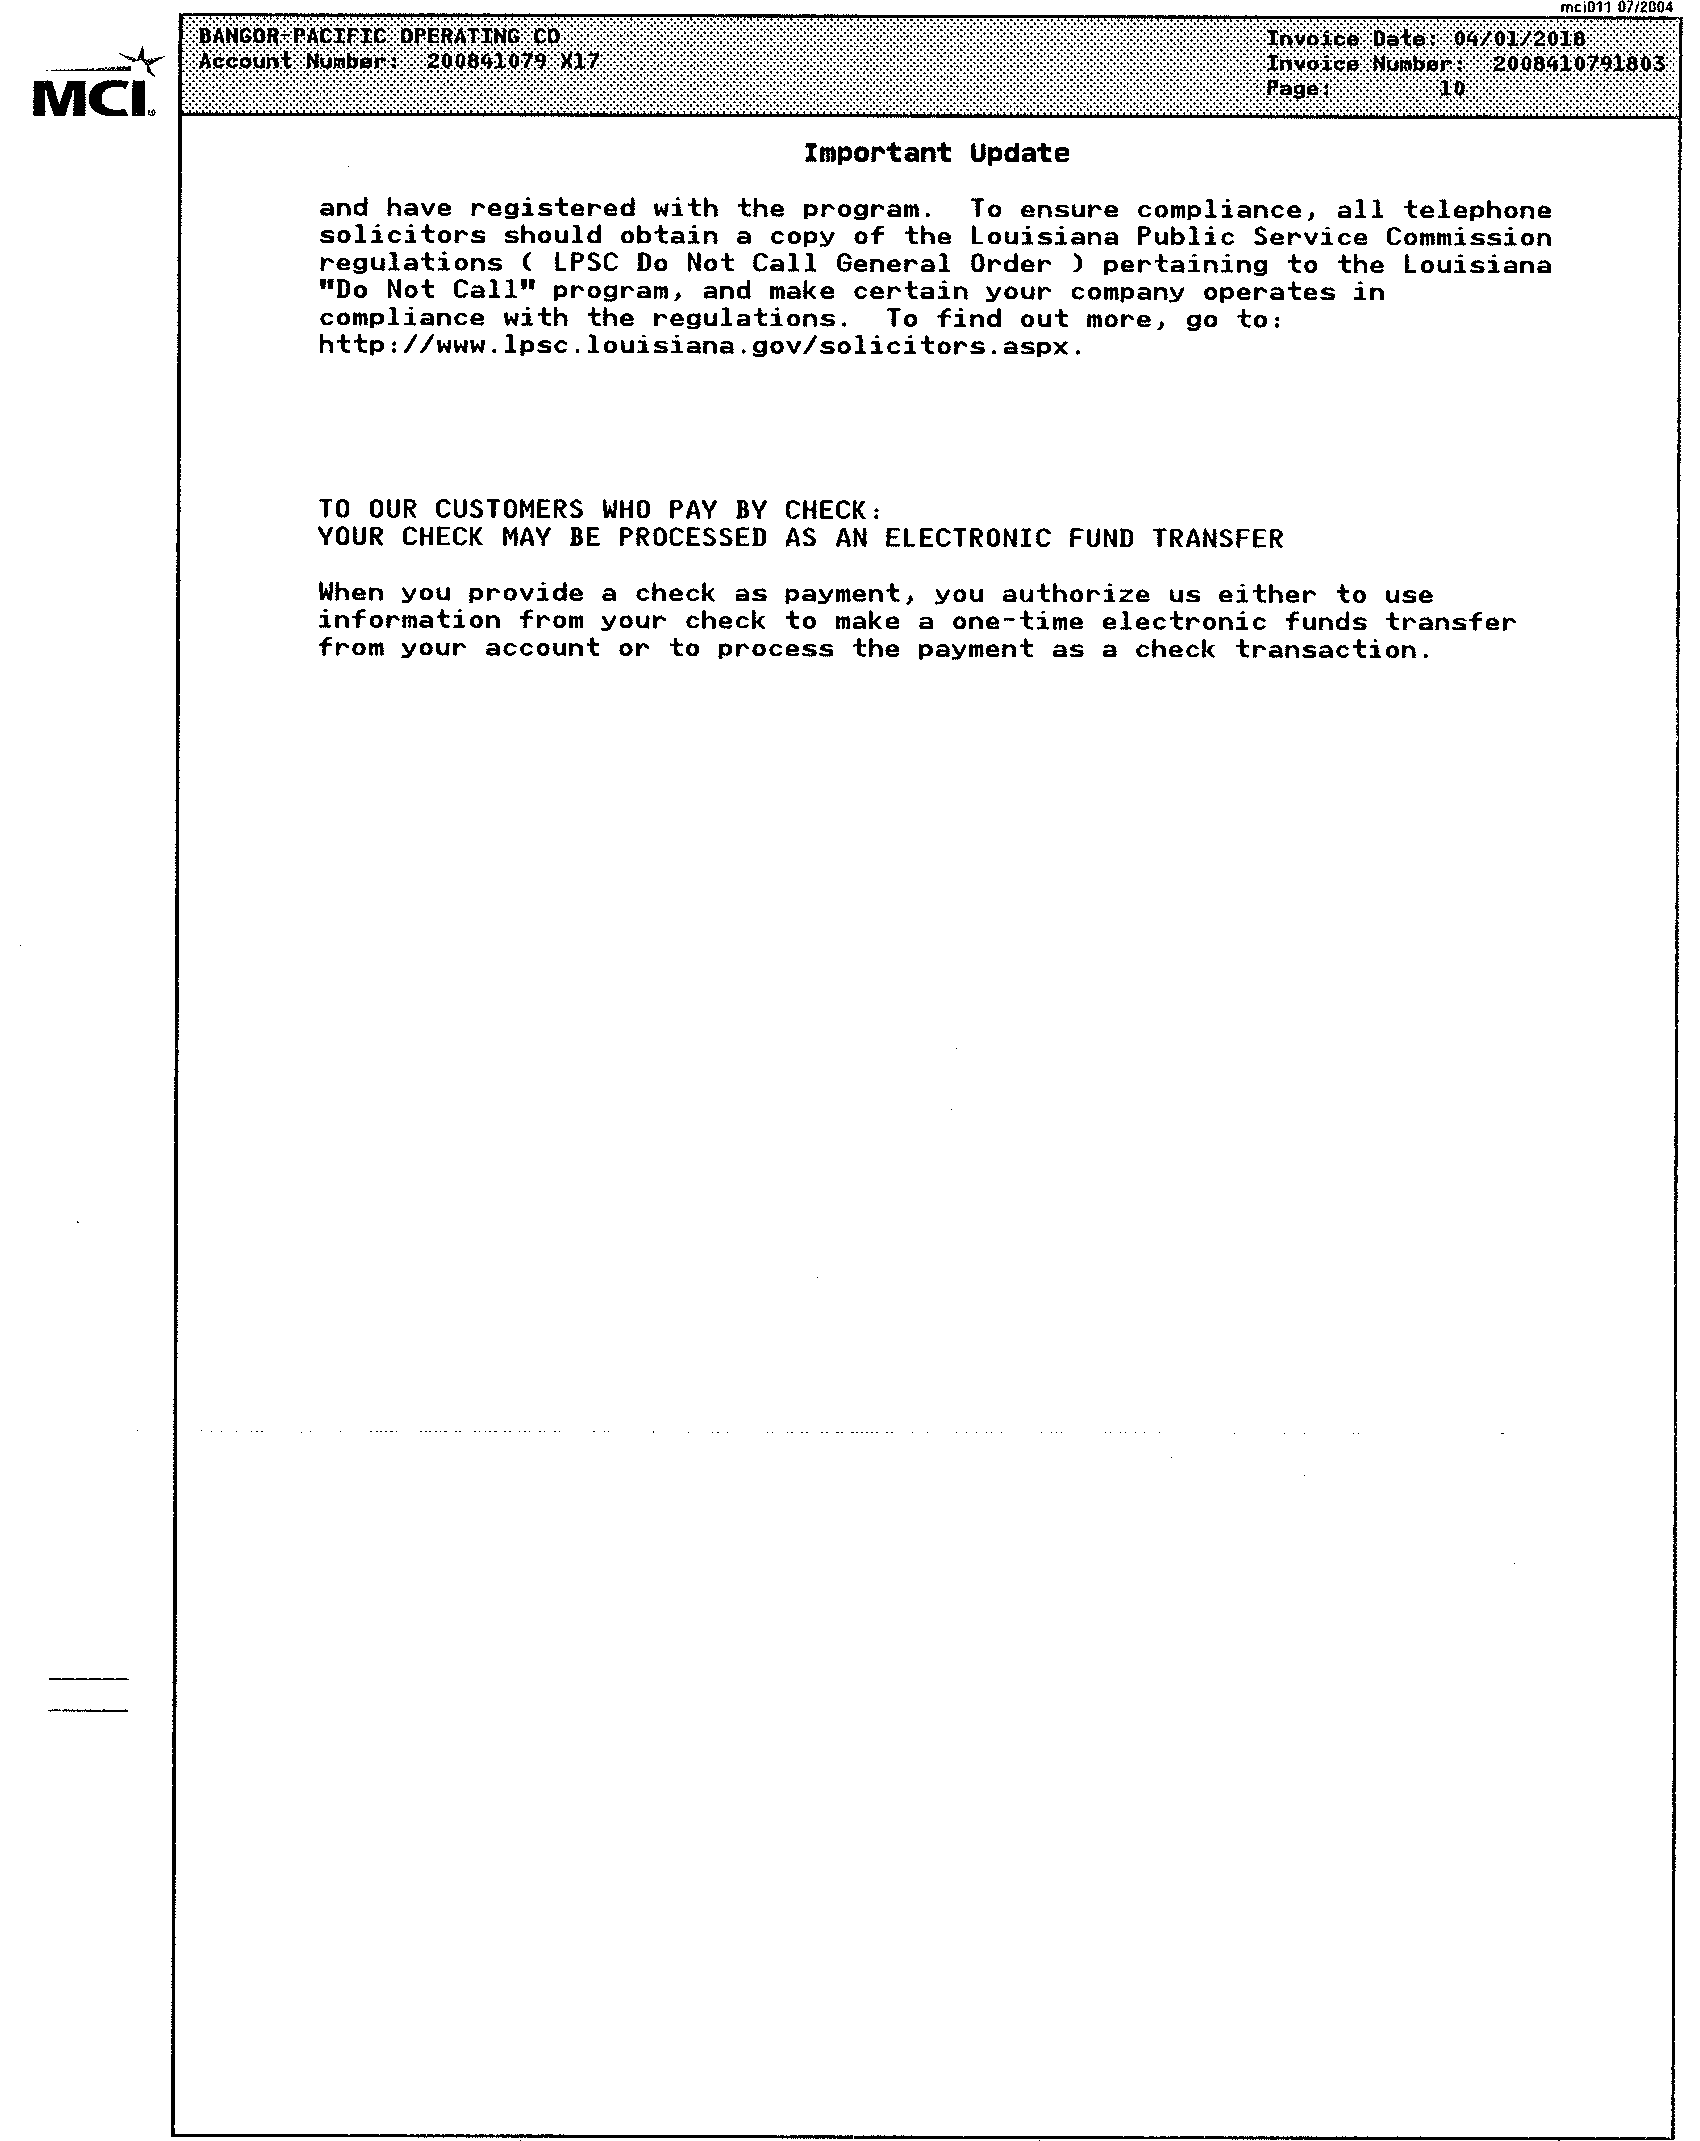 mci011 07/2004
BANGOR-PACIFIC OPERATING CO
Account Number: 200841079 X17
Invoice Date: 04/01/2018
Invoice Number: 2008410791803
Page: 10
MCI®
Important Update
and have registered with the program. To ensure compliance, all telephone
solicitors should obtain a copy of the Louisiana Public Service Commission
regulations ( LPSC Do Not Call General Order ) pertaining to the Louisiana
"Do Not Call" program, and make certain your company operates in
compliance with the regulations. To find out more, go to:
http://www.lpsc.louisiana.gov/solicitors.aspx.
TO OUR CUSTOMERS WHO PAY BY CHECK:
YOUR CHECK MAY BE PROCESSED AS AN ELECTRONIC FUND TRANSFER
When you provide a check as payment, you authorize us either to use
information from your check to make a one-time electronic funds transfer
from your account or to process the payment as a check transaction.